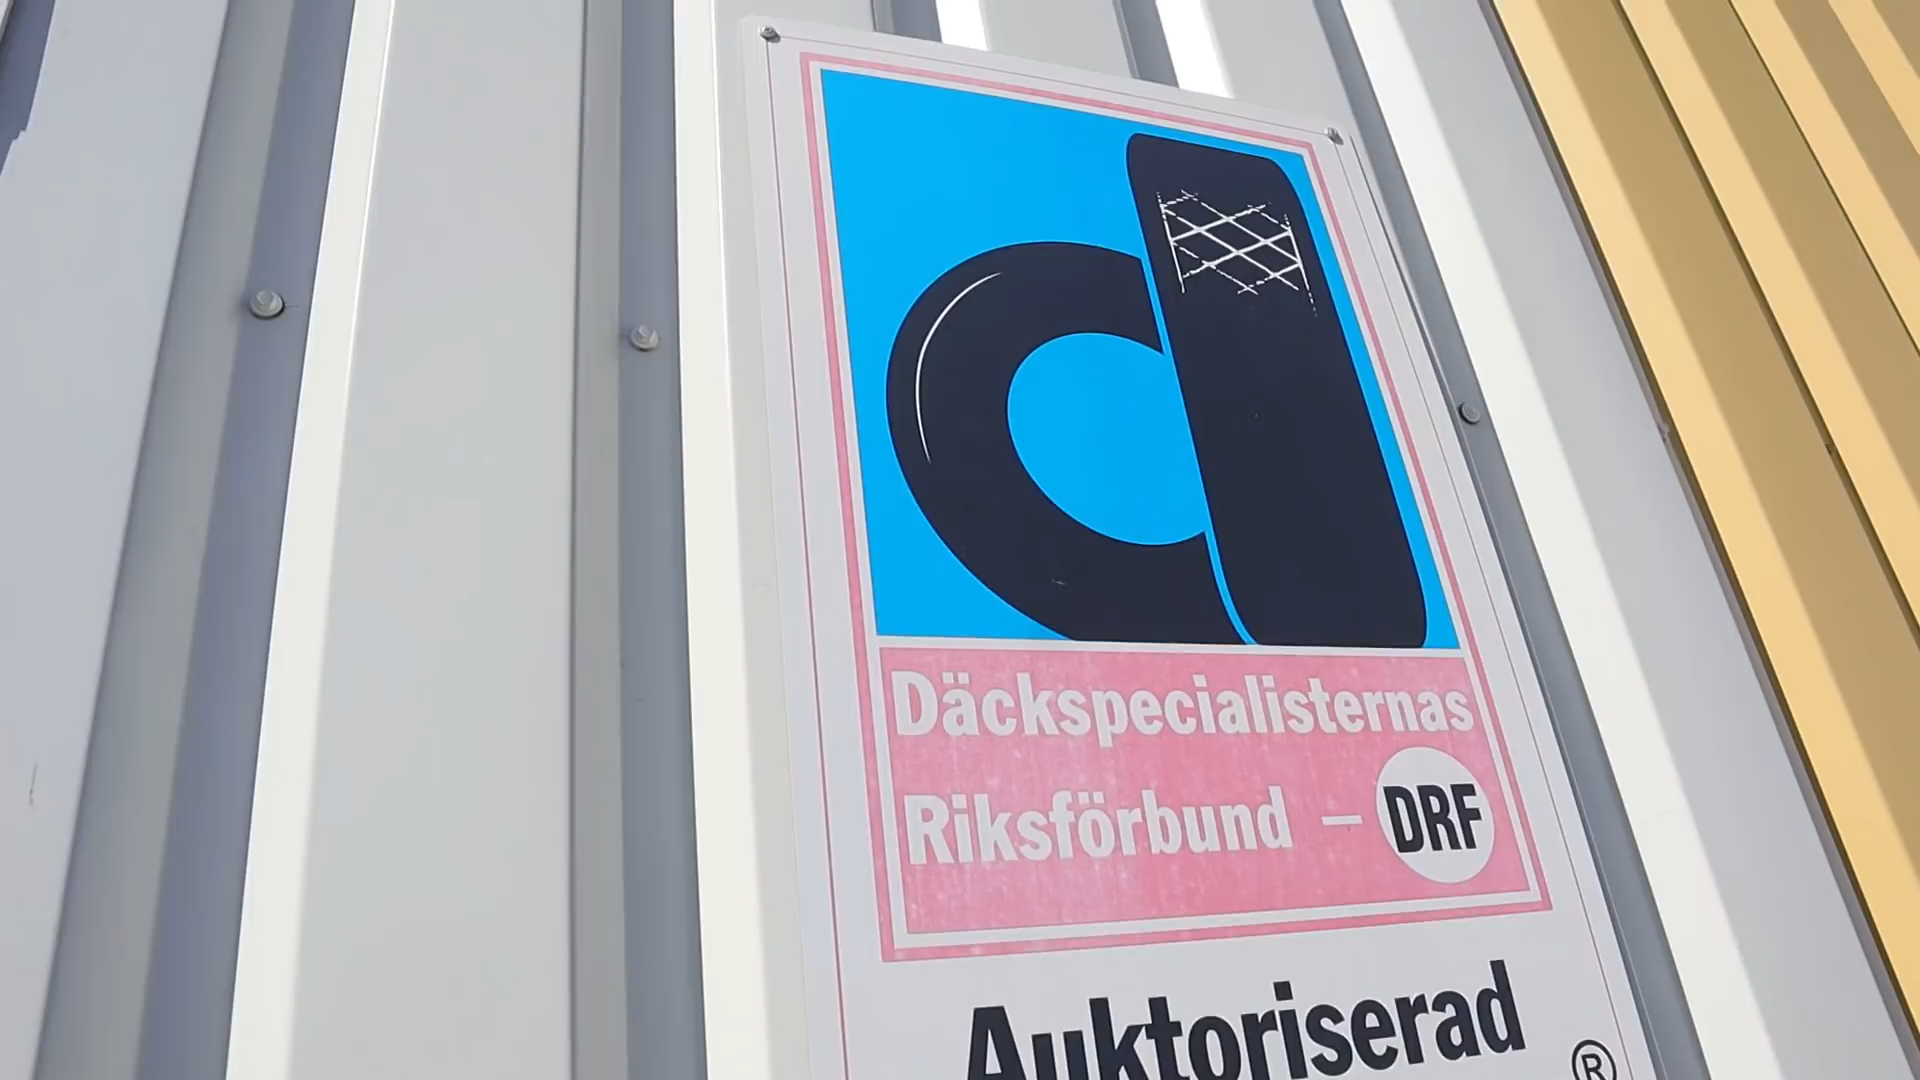 Däckspecialisternas
Riksförbund – DRF
Auktoriserad
®